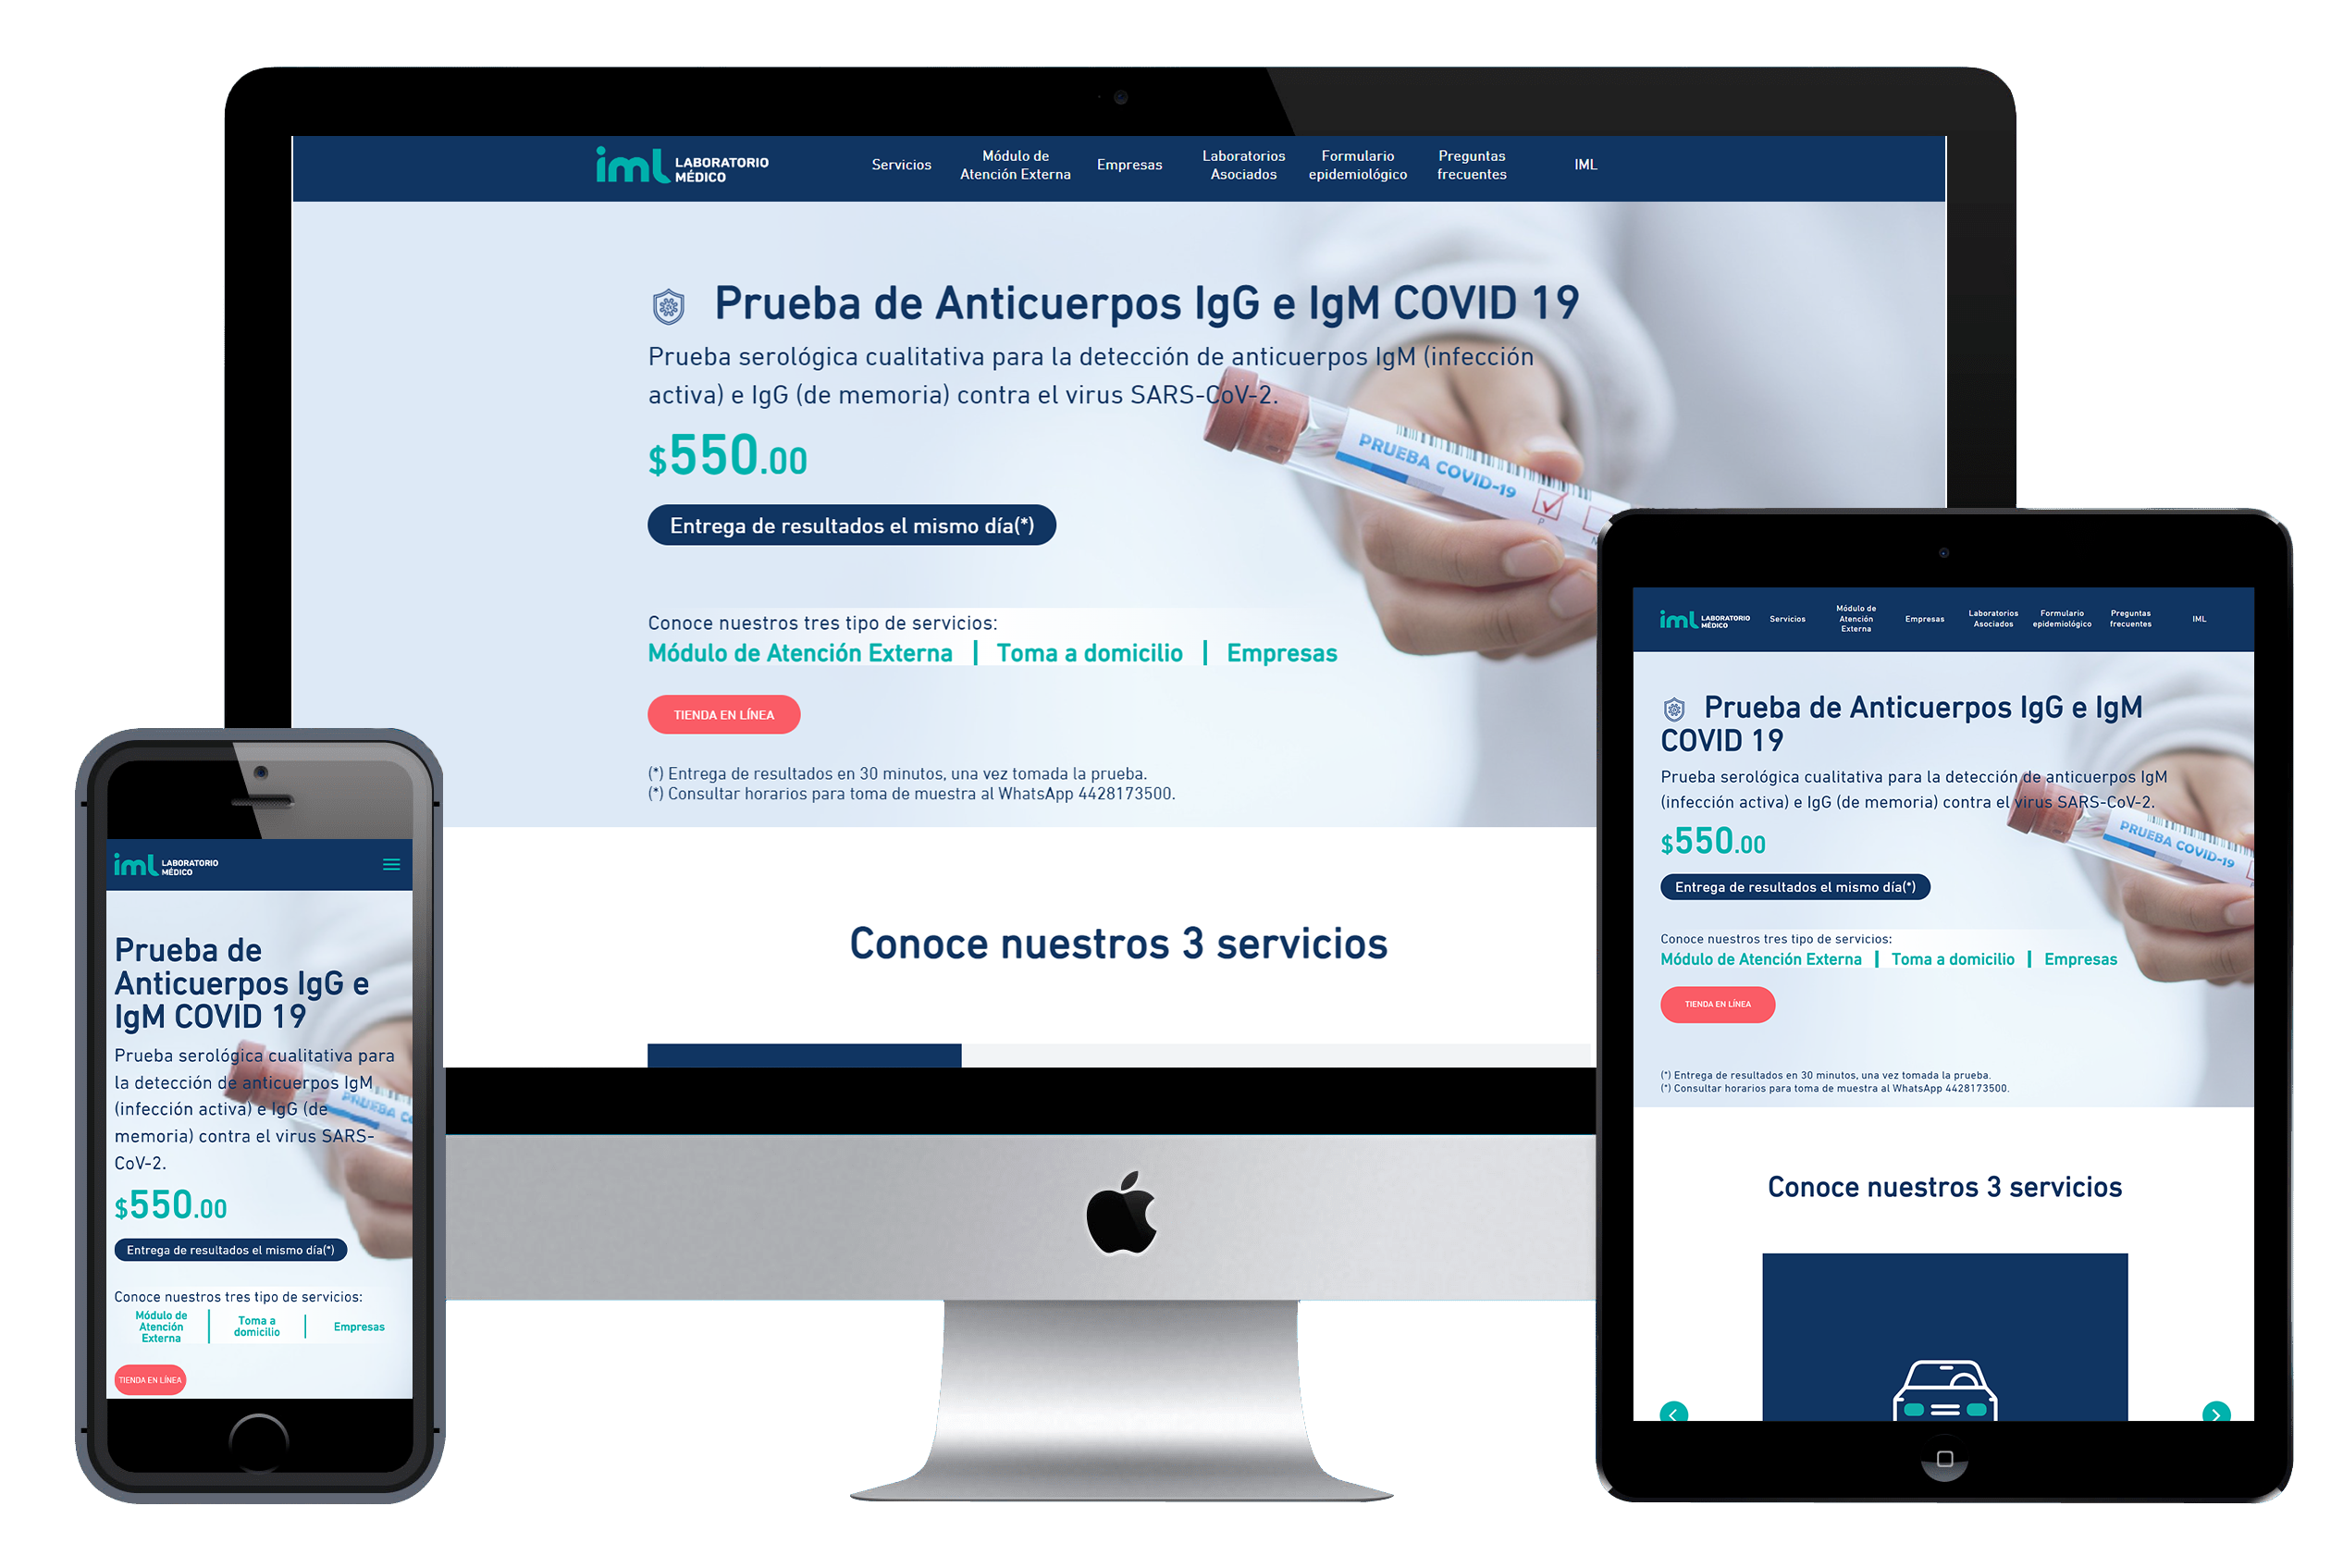 iml LABORATORIO
MÉDICO
Servicios
Módulo de
Atención Externa
Empresas
Laboratorios
Asociados
Formulario
epidemiológico
Preguntas
frecuentes
IML
Prueba de Anticuerpos IgG e IgM COVID 19
Prueba serológica cualitativa para la detección de anticuerpos IgM (infección
activa) e IgG (de memoria) contra el virus SARS-CoV-2.
$550.00
PRUEBA COVID-19
P
Entrega de resultados el mismo día(*)
Conoce nuestros tres tipo de servicios:
Módulo de Atención Externa | Toma a domicilio | Empresas
TIENDA EN LÍNEA
(*) Entrega de resultados en 30 minutos, una vez tomada la prueba.
(*) Consultar horarios para toma de muestra al WhatsApp 4428173500.
Conoce nuestros 3 servicios
iml LABORATORIO
MÉDICO
Prueba de
Anticuerpos IgG e
IgM COVID 19
Prueba serológica cualitativa para
la detección de anticuerpos IgM
(infección activa) e IgG (de
memoria) contra el virus SARS-
CoV-2.
PRUEBA CO
$550.00
Entrega de resultados el mismo día(*)
Conoce nuestros tres tipo de servicios:
Módulo de
Atención
Externa
Toma a
domicilio
Empresas
TIENDA EN LÍNEA
iml LABORATORIO
MÉDICO
Servicios
Módulo de
Atención
Externa
Empresas
Laboratorios
Asociados
Formulario
epidemiológico
Preguntas
frecuentes
IML
Prueba de Anticuerpos IgG e IgM
COVID 19
Prueba serológica cualitativa para la detección de anticuerpos IgM
(infección activa) e IgG (de memoria) contra el virus SARS-CoV-2.
$550.00
PRUEBA COVID-19
Entrega de resultados el mismo día(*)
Conoce nuestros tres tipo de servicios:
Módulo de Atención Externa | Toma a domicilio | Empresas
TIENDA EN LÍNEA
(*) Entrega de resultados en 30 minutos, una vez tomada la prueba.
(*) Consultar horarios para toma de muestra al WhatsApp 4428173500.
Conoce nuestros 3 servicios